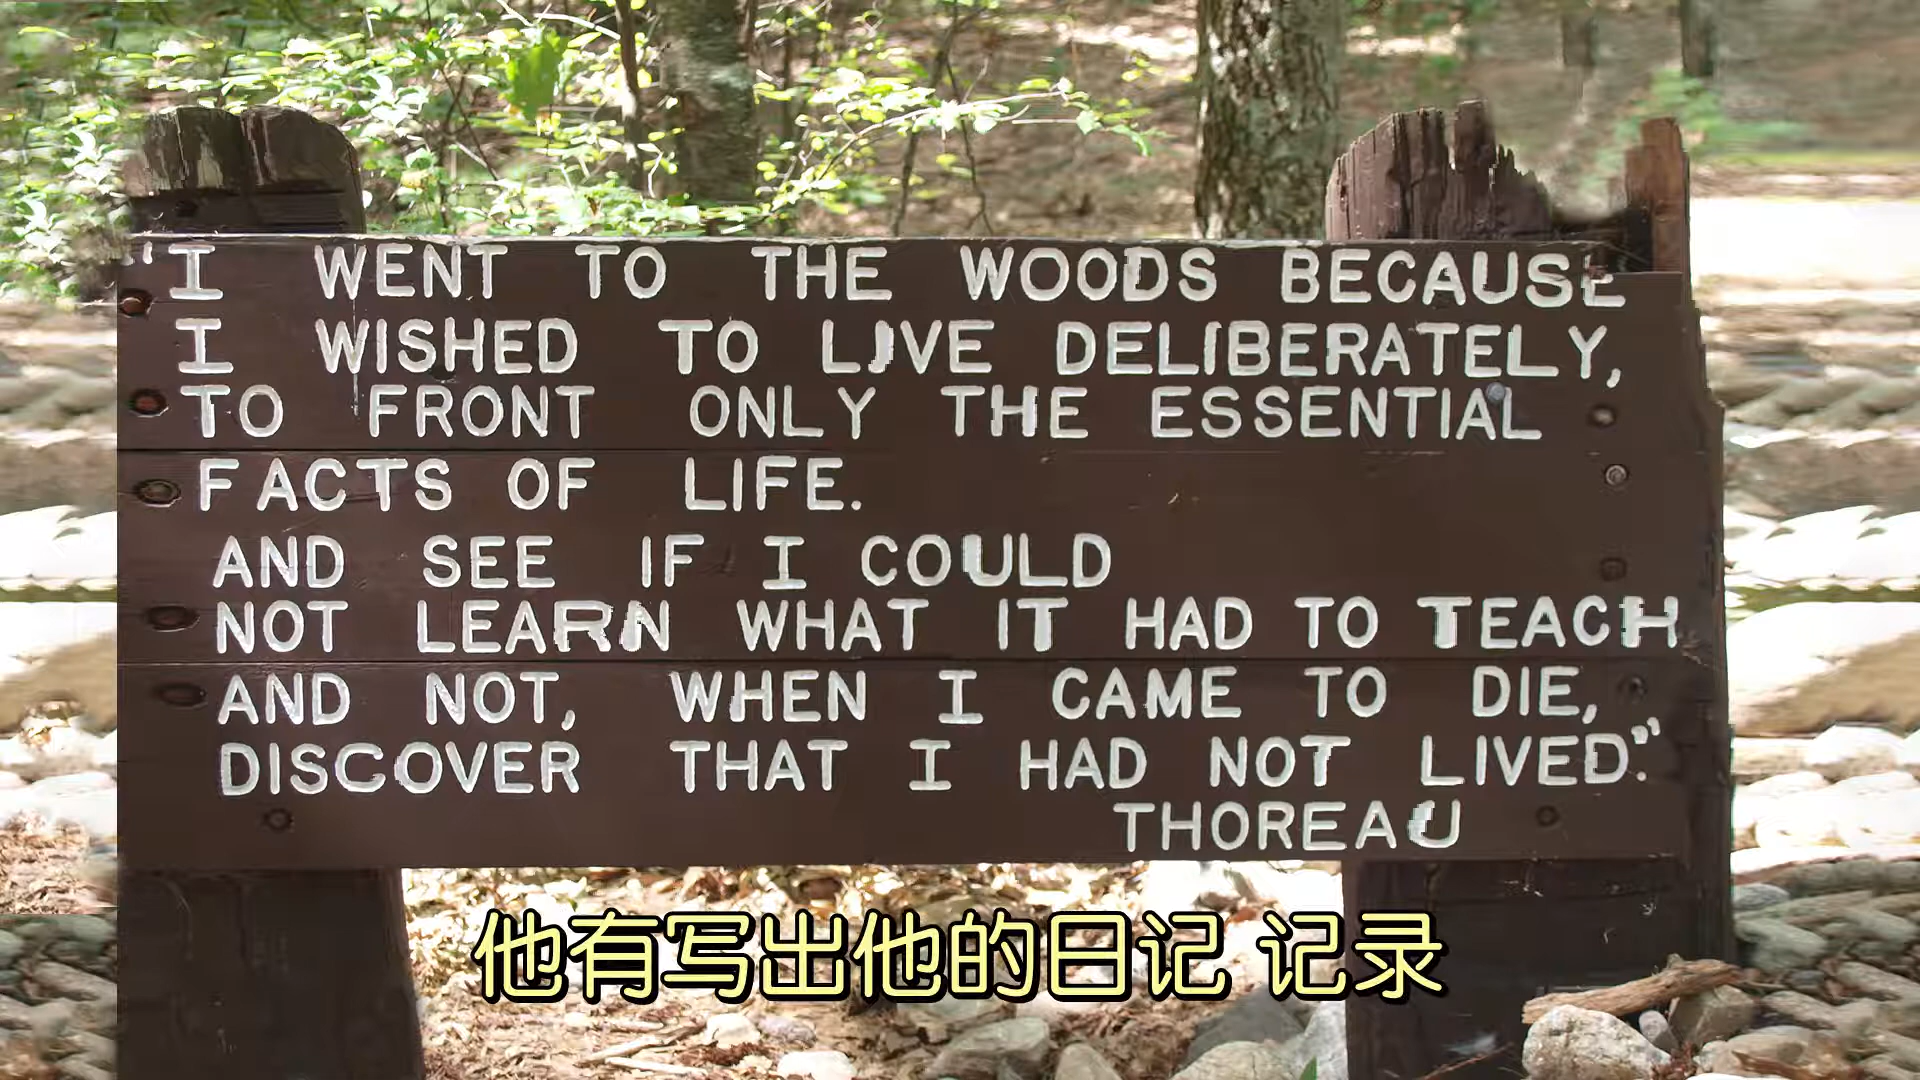 "I WENT TO THE WOODS BECAUSE
I WISHED TO LIVE DELIBERATELY,
TO FRONT ONLY THE ESSENTIAL
FACTS OF LIFE.
AND SEE IF I COULD
NOT LEARN WHAT IT HAD TO TEACH
AND NOT, WHEN I CAME TO DIE,
DISCOVER THAT I HAD NOT LIVED."
THOREAU
他有写出他的日记 记录